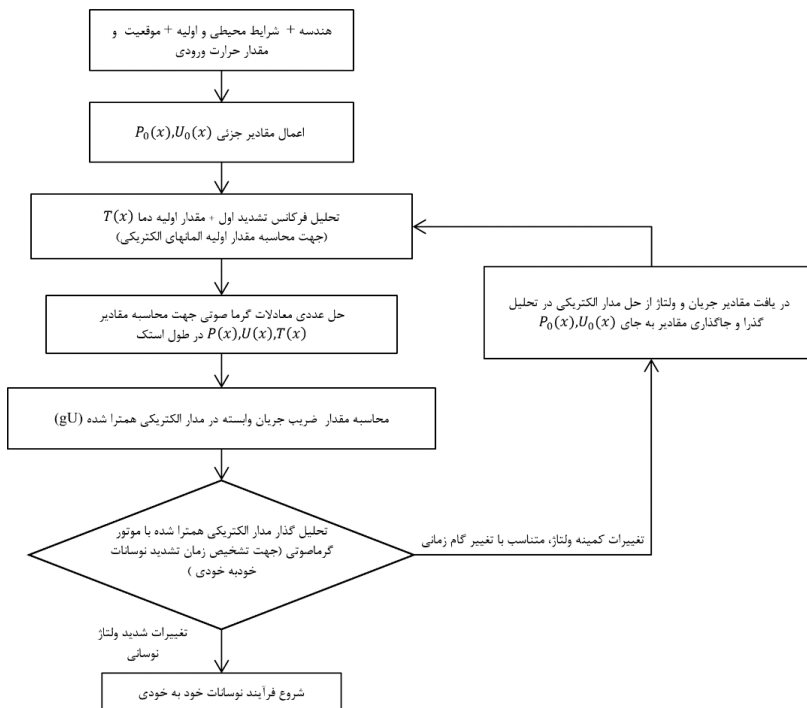 هندسه + شرایط محیطی و اولیه + موقعیت و
مقدار حرارت ورودی
اعمال مقادیر جزئی P₀(x),U₀(x)
تحلیل فرکانس تشدید اول + مقدار اولیه دما T(x)
(جهت محاسبه مقدار اولیه المانهای الکتریکی)
حل عددی معادلات گرما صوتی جهت محاسبه مقادیر
P(x),U(x),T(x) در طول استک
محاسبه مقدار ضریب جریان وابسته در مدار الکتریکی همترا شده (gU)
تحلیل گذار مدار الکتریکی همترا شده با موتور
گرماصوتی (جهت تشخیص زمان تشدید نوسانات
خودبه خودی )
تغییرات کمینه ولتاژ، متناسب با تغییر گام زمانی
در یافت مقادیر جریان و ولتاژ از حل مدار الکتریکی در تحلیل
گذرا و جاگذاری مقادیر به جای P₀(x),U₀(x)
تغییرات شدید ولتاژ
نوسانی
شروع فرآیند نوسانات خود به خودی